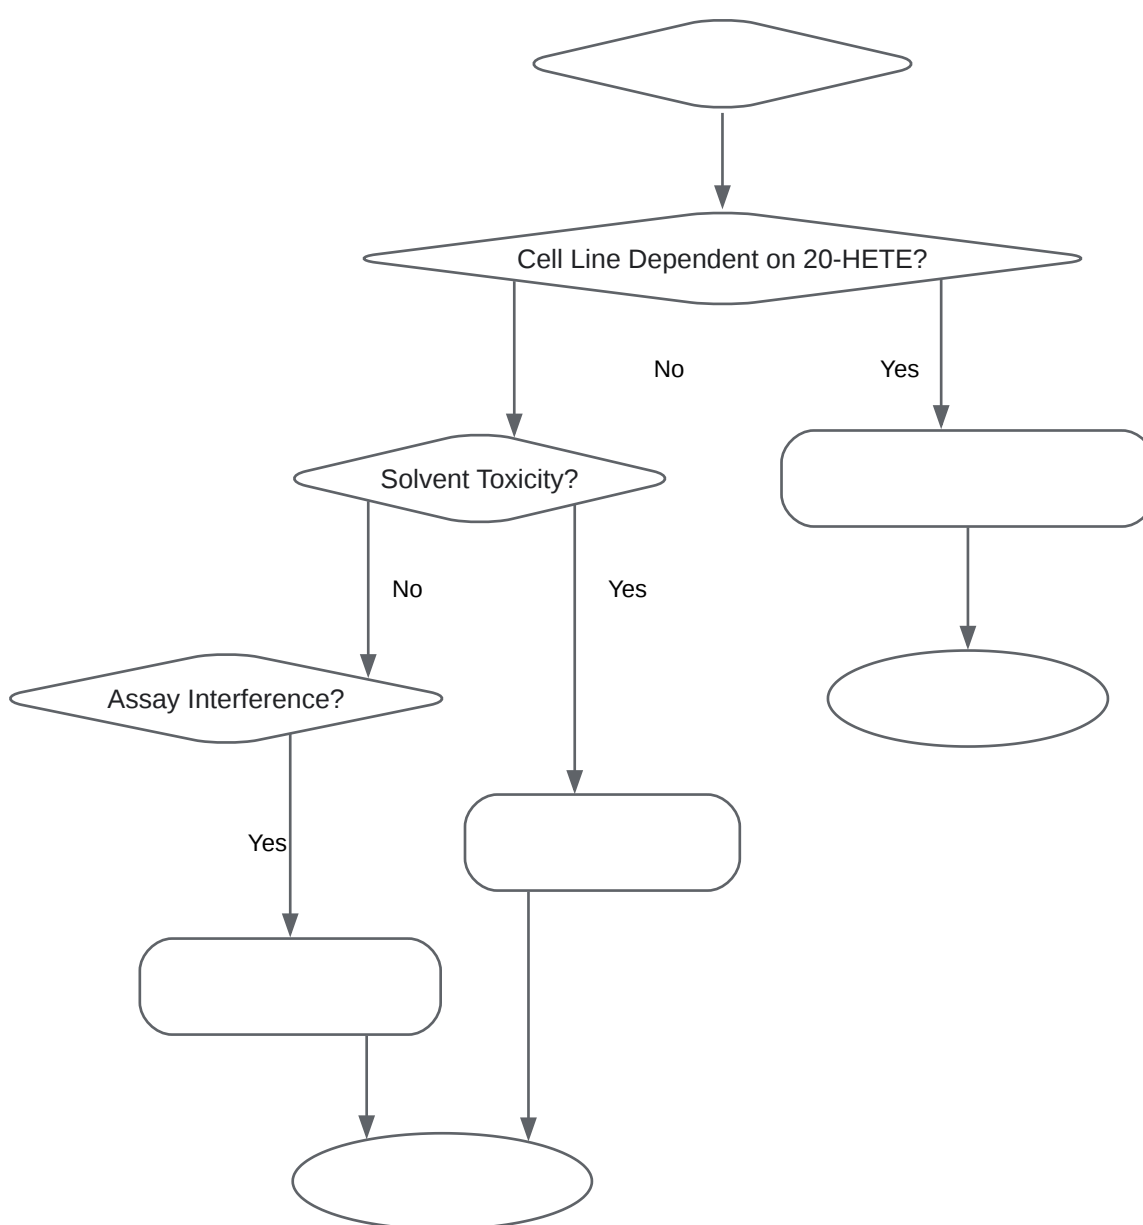 Cell Line Dependent on 20-HETE?
No
Yes
Solvent Toxicity?
No
Yes
Assay Interference?
Yes